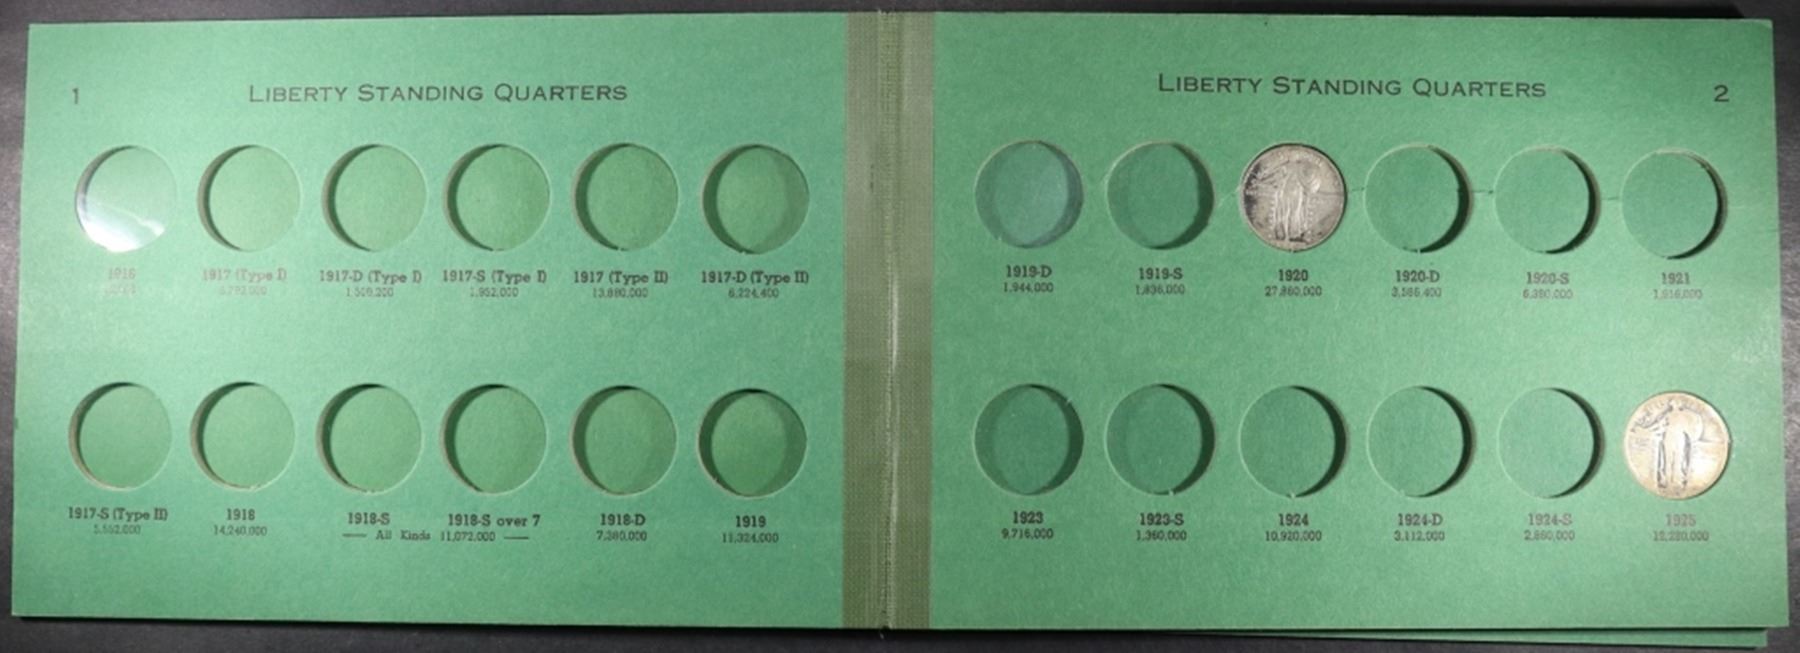 1
LIBERTY STANDING QUARTERS
1916
1917 (Type I) 1917-D (Type I) 1917-S (Type I) 1917 (Type II) 1917-D (Type II)
1,509,200 1,952,000 13,880,000 6,224,400
1917-S (Type II) 1918 1918-S 1918-S over 7 1918-D 1919
5,552,000 14,240,000 — All Kinds 11,072,000 — 7,380,000 11,324,000
LIBERTY STANDING QUARTERS
2
1919-D 1919-S 1920 1920-D 1920-S 1921
1,944,000 1,836,000 27,860,000 3,586,400 6,380,000 1,916,000
1923 1923-S 1924 1924-D 1924-S 1925
9,716,000 1,360,000 10,920,000 3,112,000 2,860,000 12,280,000